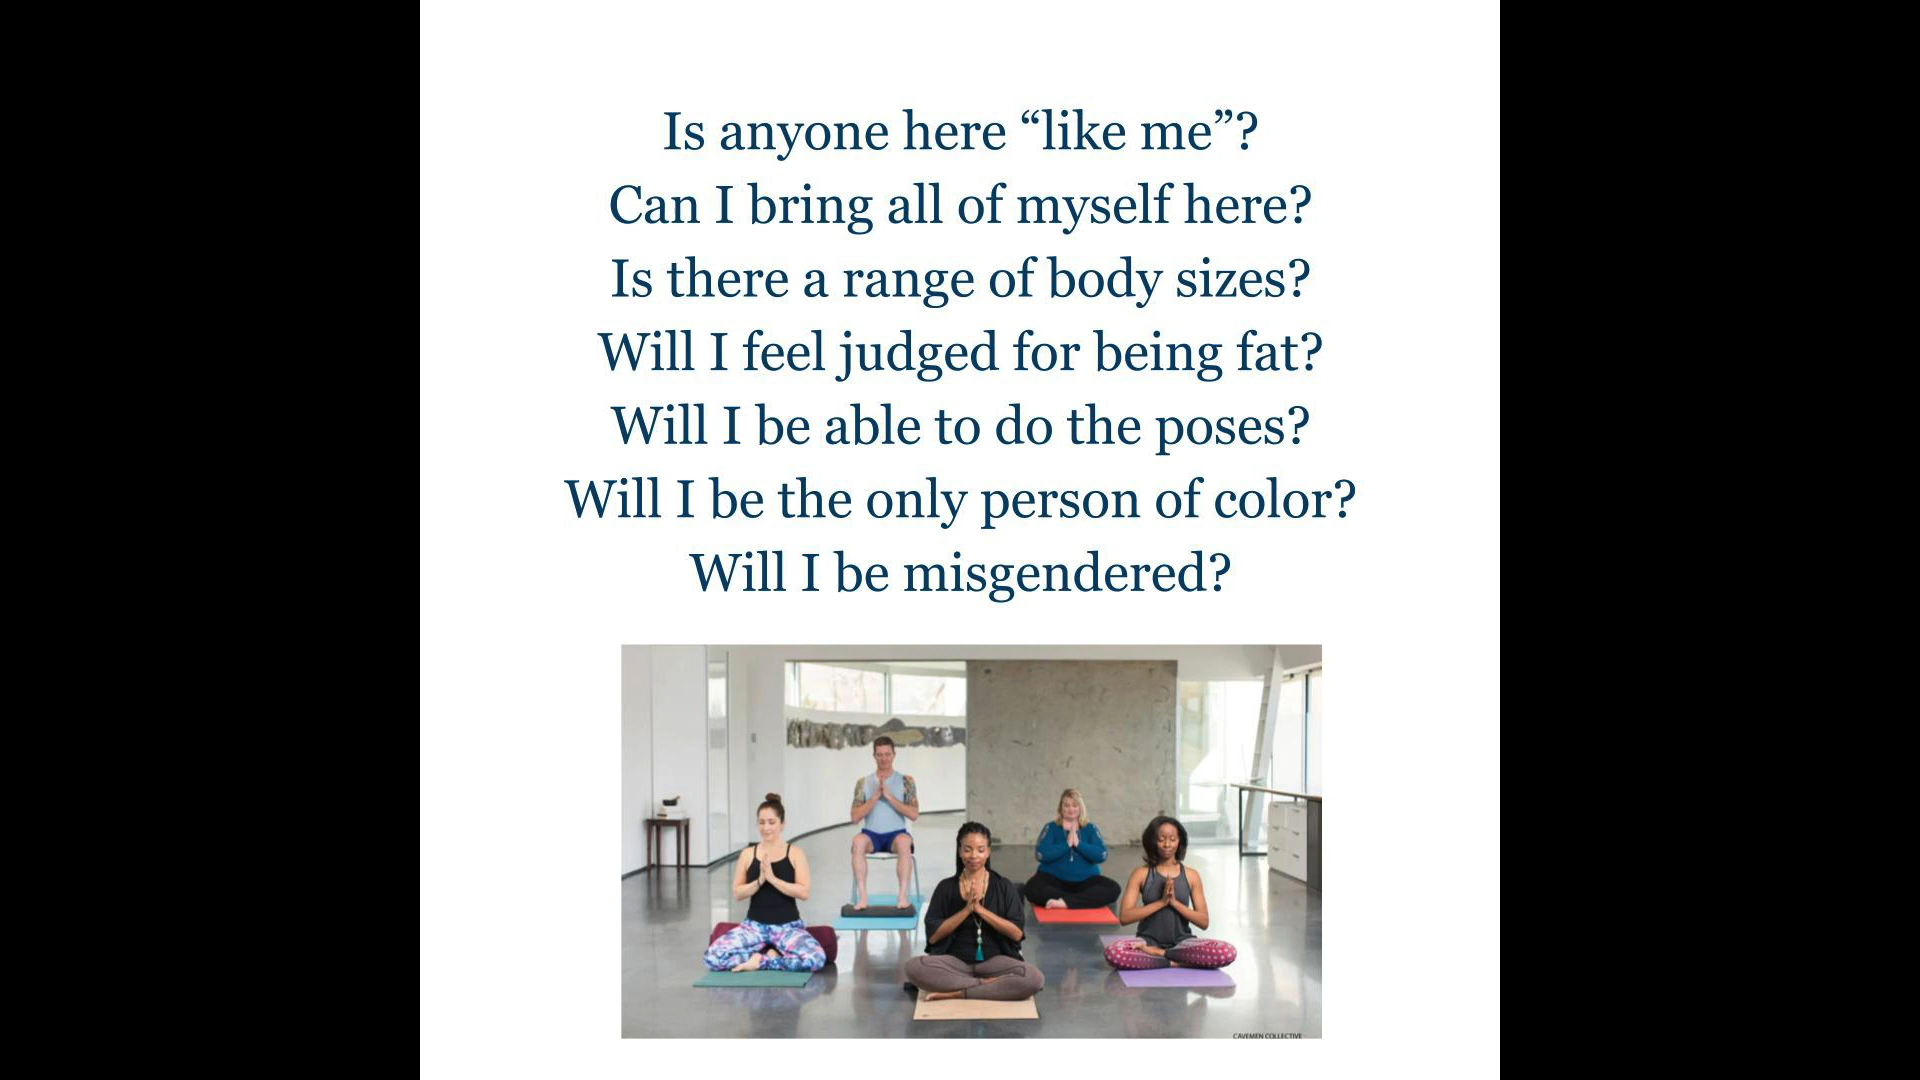 Is anyone here “like me”?
Can I bring all of myself here?
Is there a range of body sizes?
Will I feel judged for being fat?
Will I be able to do the poses?
Will I be the only person of color?
Will I be misgendered?
CAVEMEN COLLECTIVE